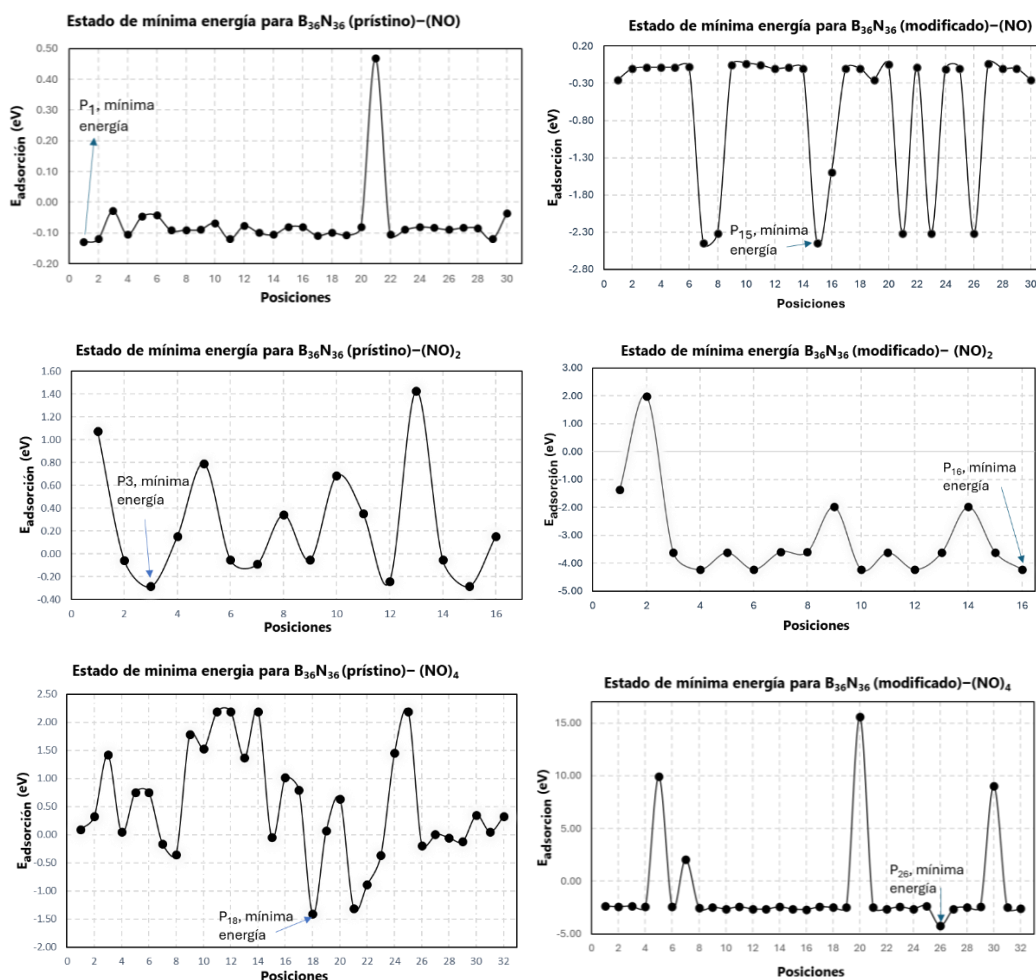 Estado de mínima energía para B₃₆N₃₆ (prístino)−(NO)
E_adsorción (eV)
0.50
0.40
0.30
0.20
0.10
0.00
-0.10
-0.20
P₁, mínima
energía
0 2 4 6 8 10 12 14 16 18 20 22 24 26 28 30
Posiciones
Estado de mínima energía para B₃₆N₃₆ (modificado)−(NO)
E_adsorción (eV)
0.20
-0.30
-0.80
-1.30
-1.80
-2.30
-2.80
P₁₅, mínima
energía
0 2 4 6 8 10 12 14 16 18 20 22 24 26 28 30
Posiciones
Estado de mínima energía para B₃₆N₃₆ (prístino)−(NO)₂
E_adsorción (eV)
1.60
1.40
1.20
1.00
0.80
0.60
0.40
0.20
0.00
-0.20
-0.40
P3, mínima
energía
0 2 4 6 8 10 12 14 16
Posiciones
Estado de mínima energía B₃₆N₃₆ (modificado)− (NO)₂
E_adsorción (eV)
3.00
2.00
1.00
0.00
-1.00
-2.00
-3.00
-4.00
-5.00
P₁₆, mínima
energía
0 2 4 6 8 10 12 14 16
Posiciones
Estado de minima energia para B₃₆N₃₆ (prístino)− (NO)₄
E_adsorción (eV)
2.50
2.00
1.50
1.00
0.50
0.00
-0.50
-1.00
-1.50
-2.00
P₁₈, mínima
energía
0 2 4 6 8 10 12 14 16 18 20 22 24 26 28 30 32
Posiciones
Estado de mínima energía para B₃₆N₃₆ (modificado)−(NO)₄
E_adsorción (eV)
15.00
10.00
5.00
0.00
-5.00
P₂₆, mínima
energía
0 2 4 6 8 10 12 14 16 18 20 22 24 26 28 30 32
Posiciones